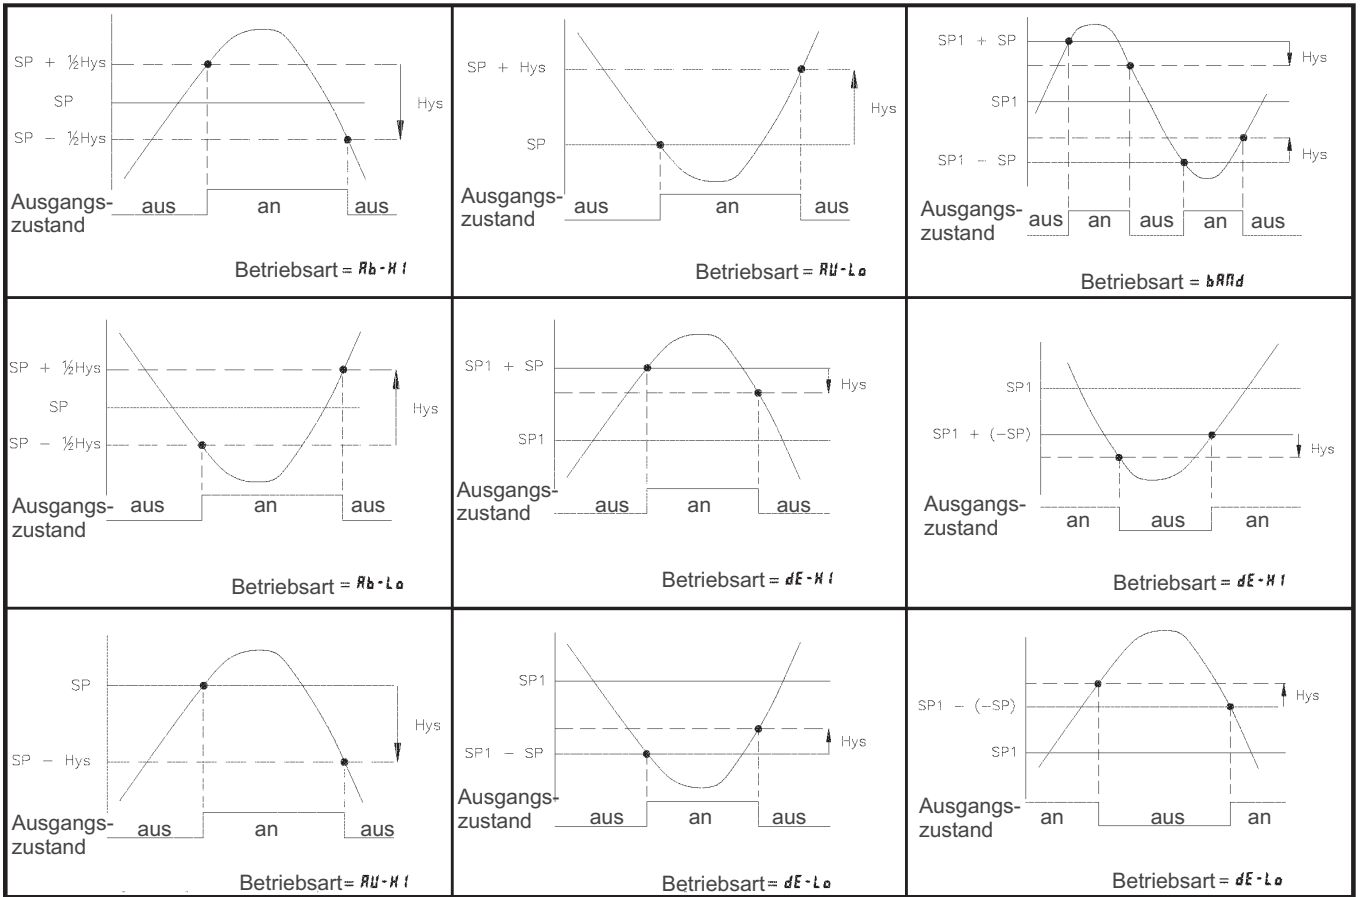 SP + ½Hys
SP
SP - ½Hys
Hys
Ausgangs-
zustand
aus an aus
Betriebsart = Ab-HI
SP + Hys
SP
Hys
Ausgangs-
zustand
aus an aus
Betriebsart = AU-Lo
SP1 + SP
Hys
SP1
SP1 - SP
Hys
Ausgangs-
zustand
aus an aus an aus
Betriebsart = bANd
SP + ½Hys
SP
SP - ½Hys
Hys
Ausgangs-
zustand
aus an aus
Betriebsart = Ab-Lo
SP1 + SP
Hys
SP1
Ausgangs-
zustand
aus an aus
Betriebsart = dE-HI
SP1
SP1 + (-SP)
Hys
Ausgangs-
zustand
an aus an
Betriebsart = dE-HI
SP
Hys
SP - Hys
Ausgangs-
zustand
aus an aus
Betriebsart = AU-HI
SP1
Hys
SP1 - SP
Ausgangs-
zustand
aus an aus
Betriebsart = dE-Lo
Hys
SP1 - (-SP)
SP1
Ausgangs-
zustand
an aus an
Betriebsart = dE-Lo